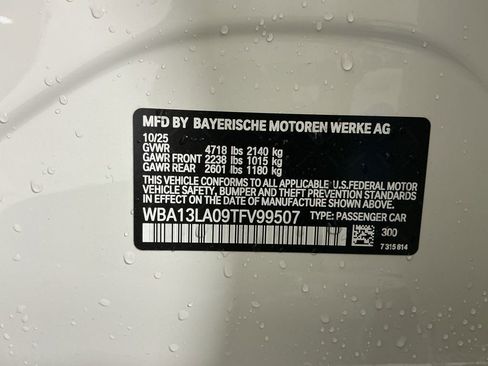 MFD BY BAYERISCHE MOTOREN WERKE AG
10/25
GVWR 4718 lbs 2140 kg
GAWR FRONT 2238 lbs 1015 kg
GAWR REAR 2601 lbs 1180 kg
THIS VEHICLE CONFORMS TO ALL APPLICABLE U.S.FEDERAL MOTOR
VEHICLE SAFETY, BUMPER, AND THEFT PREVENTION STANDARDS
IN EFFECT ON THE DATE OF MANUFACTURE SHOWN ABOVE.
WBA13LA09TFV99507 TYPE: PASSENGER CAR
300
7315814